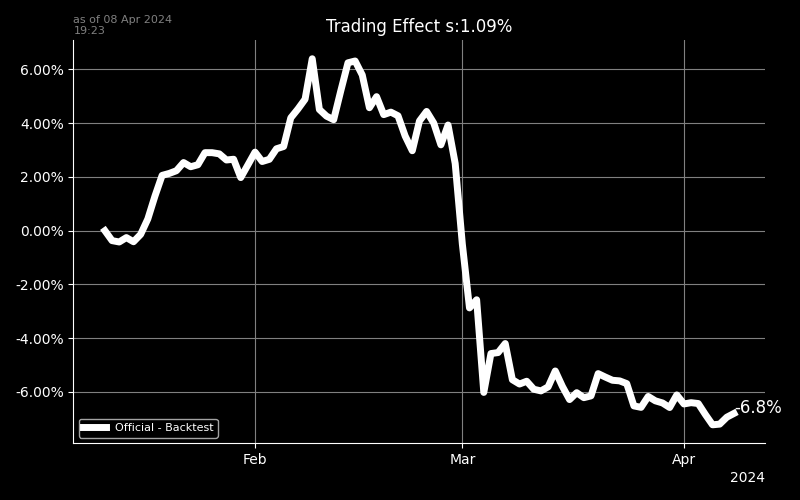 as of 08 Apr 2024
19:23
Trading Effect s:1.09%
6.00%
4.00%
2.00%
0.00%
-2.00%
-4.00%
-6.00%
-6.8%
Official - Backtest
Feb
Mar
Apr
2024